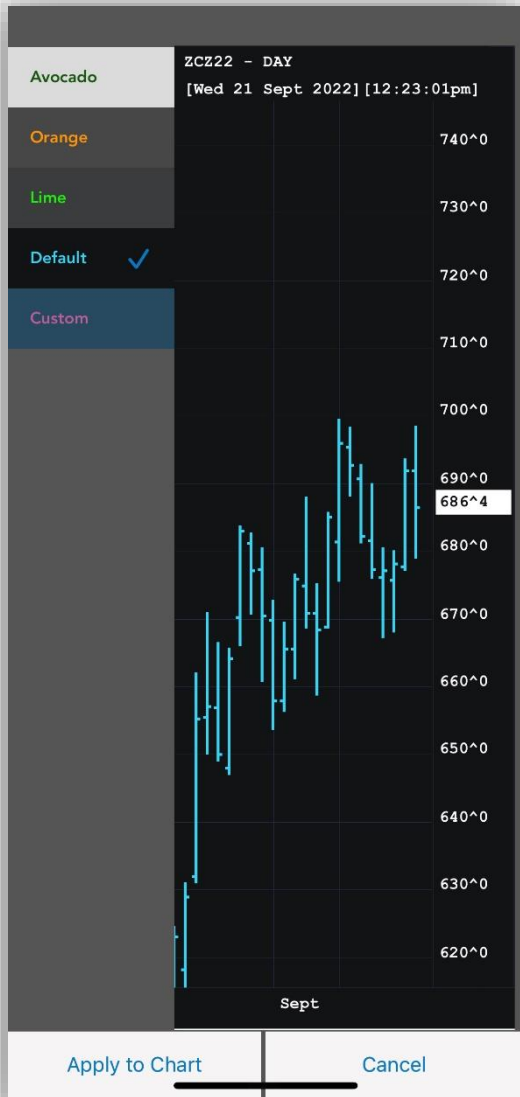 Avocado
Orange
Lime
Default
Custom
ZCZ22 - DAY
[Wed 21 Sept 2022][12:23:01pm]
740^0
730^0
720^0
710^0
700^0
690^0
686^4
680^0
670^0
660^0
650^0
640^0
630^0
620^0
Sept
Apply to Chart
Cancel